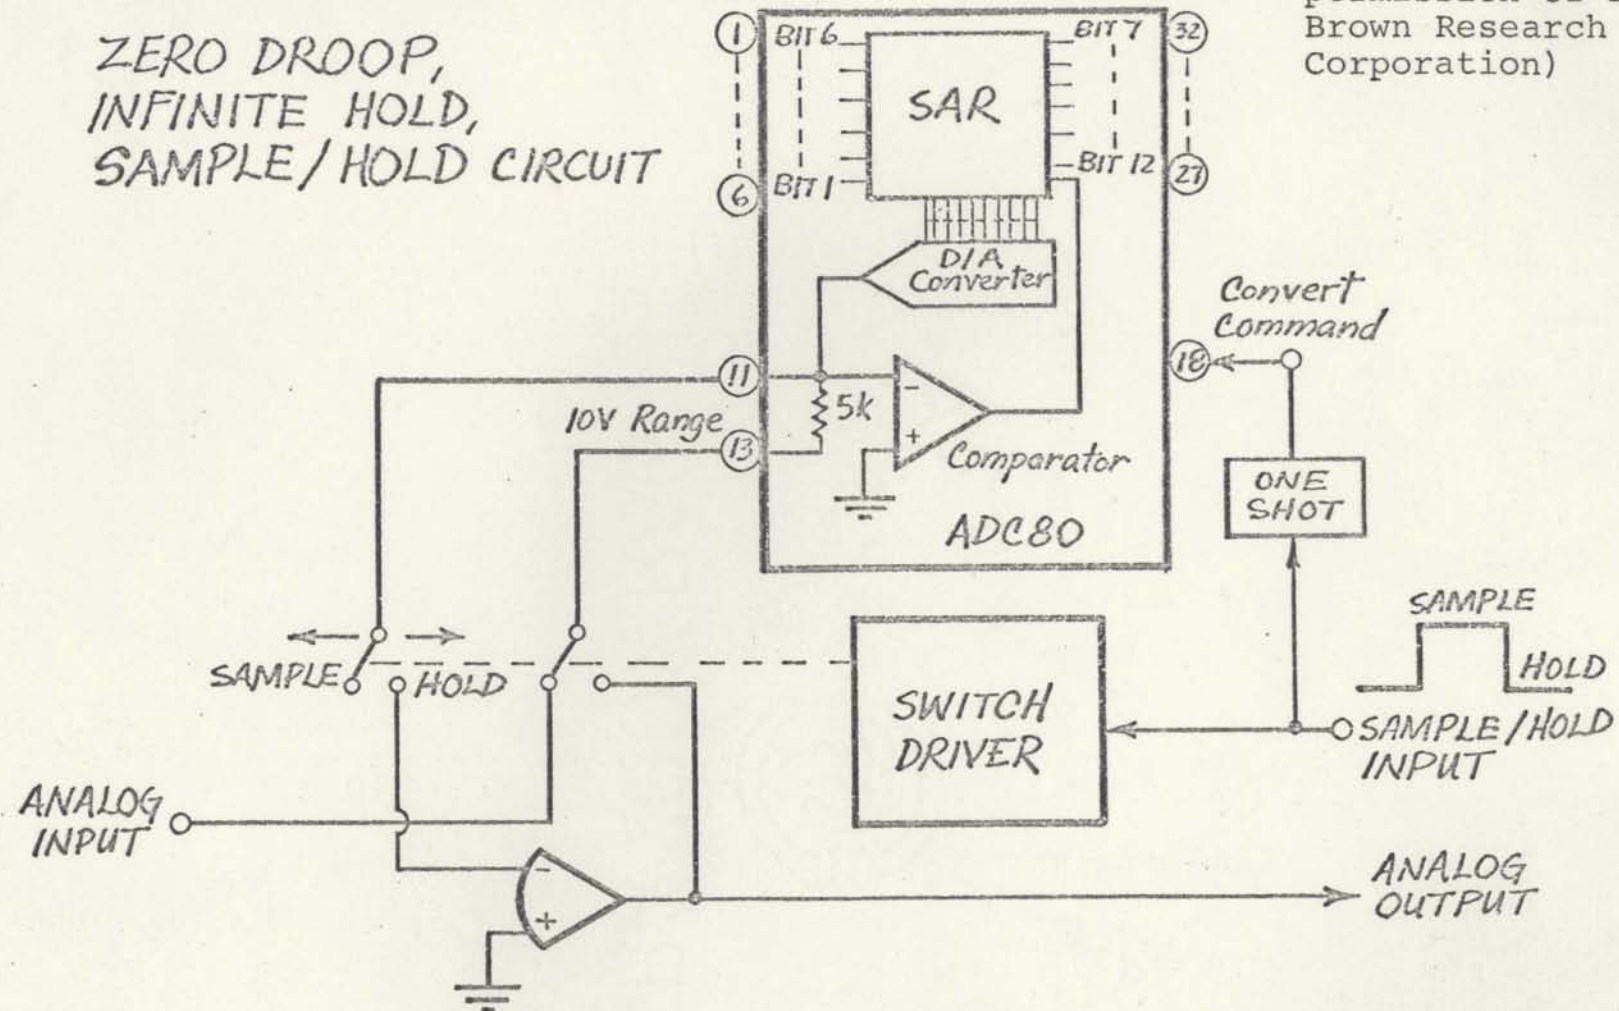 ZERO DROOP,
INFINITE HOLD,
SAMPLE/HOLD CIRCUIT
Brown Research
Corporation)
1
BIT 6
6
BIT 1
SAR
BIT 7
32
BIT 12
27
D/A
Converter
11
10V Range
13
5k
-
+
Comparator
ADC80
Convert
Command
18
ONE
SHOT
SAMPLE
HOLD
SAMPLE/HOLD
INPUT
SWITCH
DRIVER
SAMPLE
HOLD
ANALOG
INPUT
-
+
ANALOG
OUTPUT